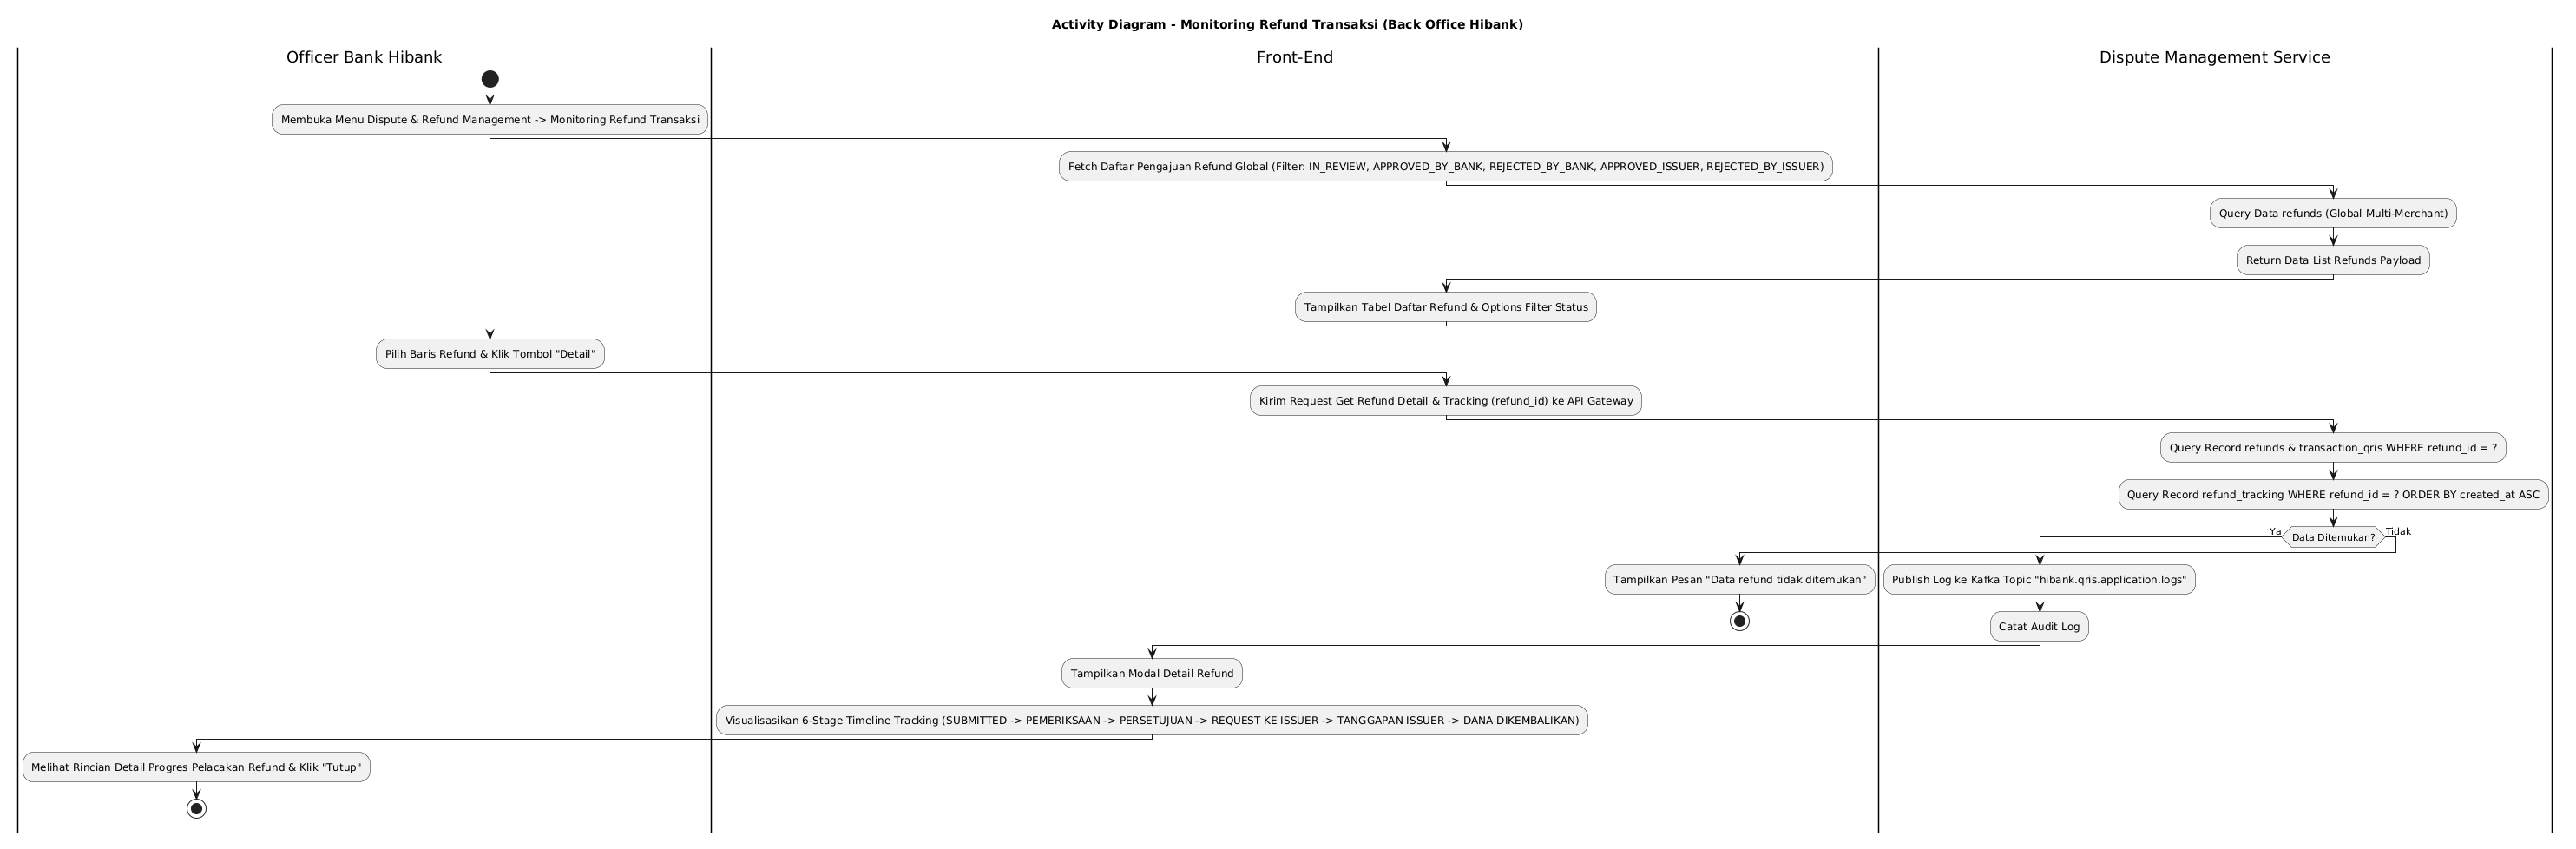 Activity Diagram - Monitoring Refund Transaksi (Back Office Hibank)
Officer Bank Hibank
Front-End
Dispute Management Service
Membuka Menu Dispute & Refund Management -> Monitoring Refund Transaksi
Fetch Daftar Pengajuan Refund Global (Filter: IN_REVIEW, APPROVED_BY_BANK, REJECTED_BY_BANK, APPROVED_ISSUER, REJECTED_BY_ISSUER)
Query Data refunds (Global Multi-Merchant)
Return Data List Refunds Payload
Tampilkan Tabel Daftar Refund & Options Filter Status
Pilih Baris Refund & Klik Tombol "Detail"
Kirim Request Get Refund Detail & Tracking (refund_id) ke API Gateway
Query Record refunds & transaction_qris WHERE refund_id = ?
Query Record refund_tracking WHERE refund_id = ? ORDER BY created_at ASC
Ya
Data Ditemukan?
Tidak
Tampilkan Pesan "Data refund tidak ditemukan"
Publish Log ke Kafka Topic "hibank.qris.application.logs"
Catat Audit Log
Tampilkan Modal Detail Refund
Visualisasikan 6-Stage Timeline Tracking (SUBMITTED -> PEMERIKSAAN -> PERSETUJUAN -> REQUEST KE ISSUER -> TANGGAPAN ISSUER -> DANA DIKEMBALIKAN)
Melihat Rincian Detail Progres Pelacakan Refund & Klik "Tutup"